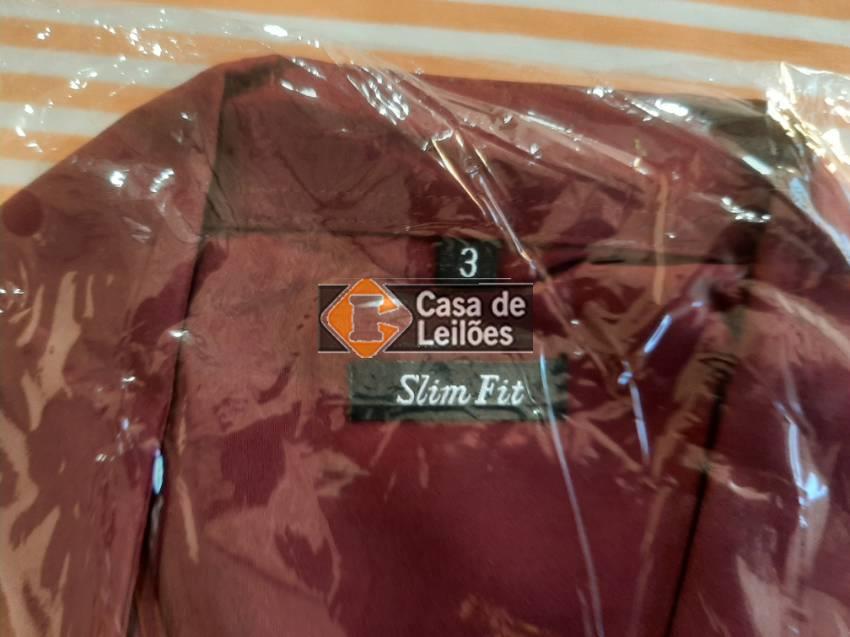 3
Casa de
Leilões
Slim Fit